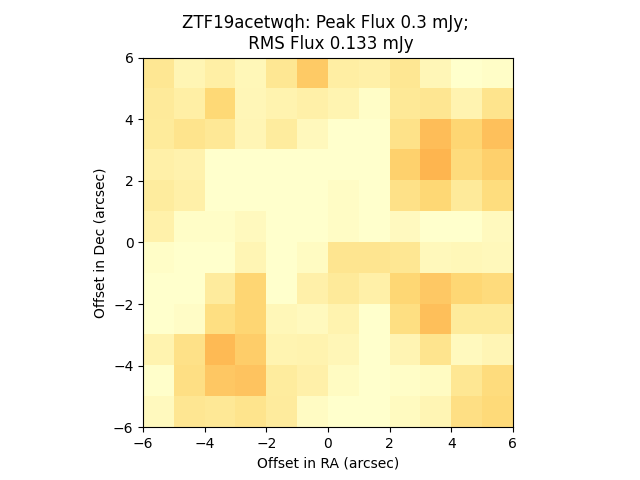 ZTF19acetwqh: Peak Flux 0.3 mJy;
RMS Flux 0.133 mJy
6
4
2
0
−2
−4
−6
Offset in Dec (arcsec)
−6 −4 −2 0 2 4 6
Offset in RA (arcsec)